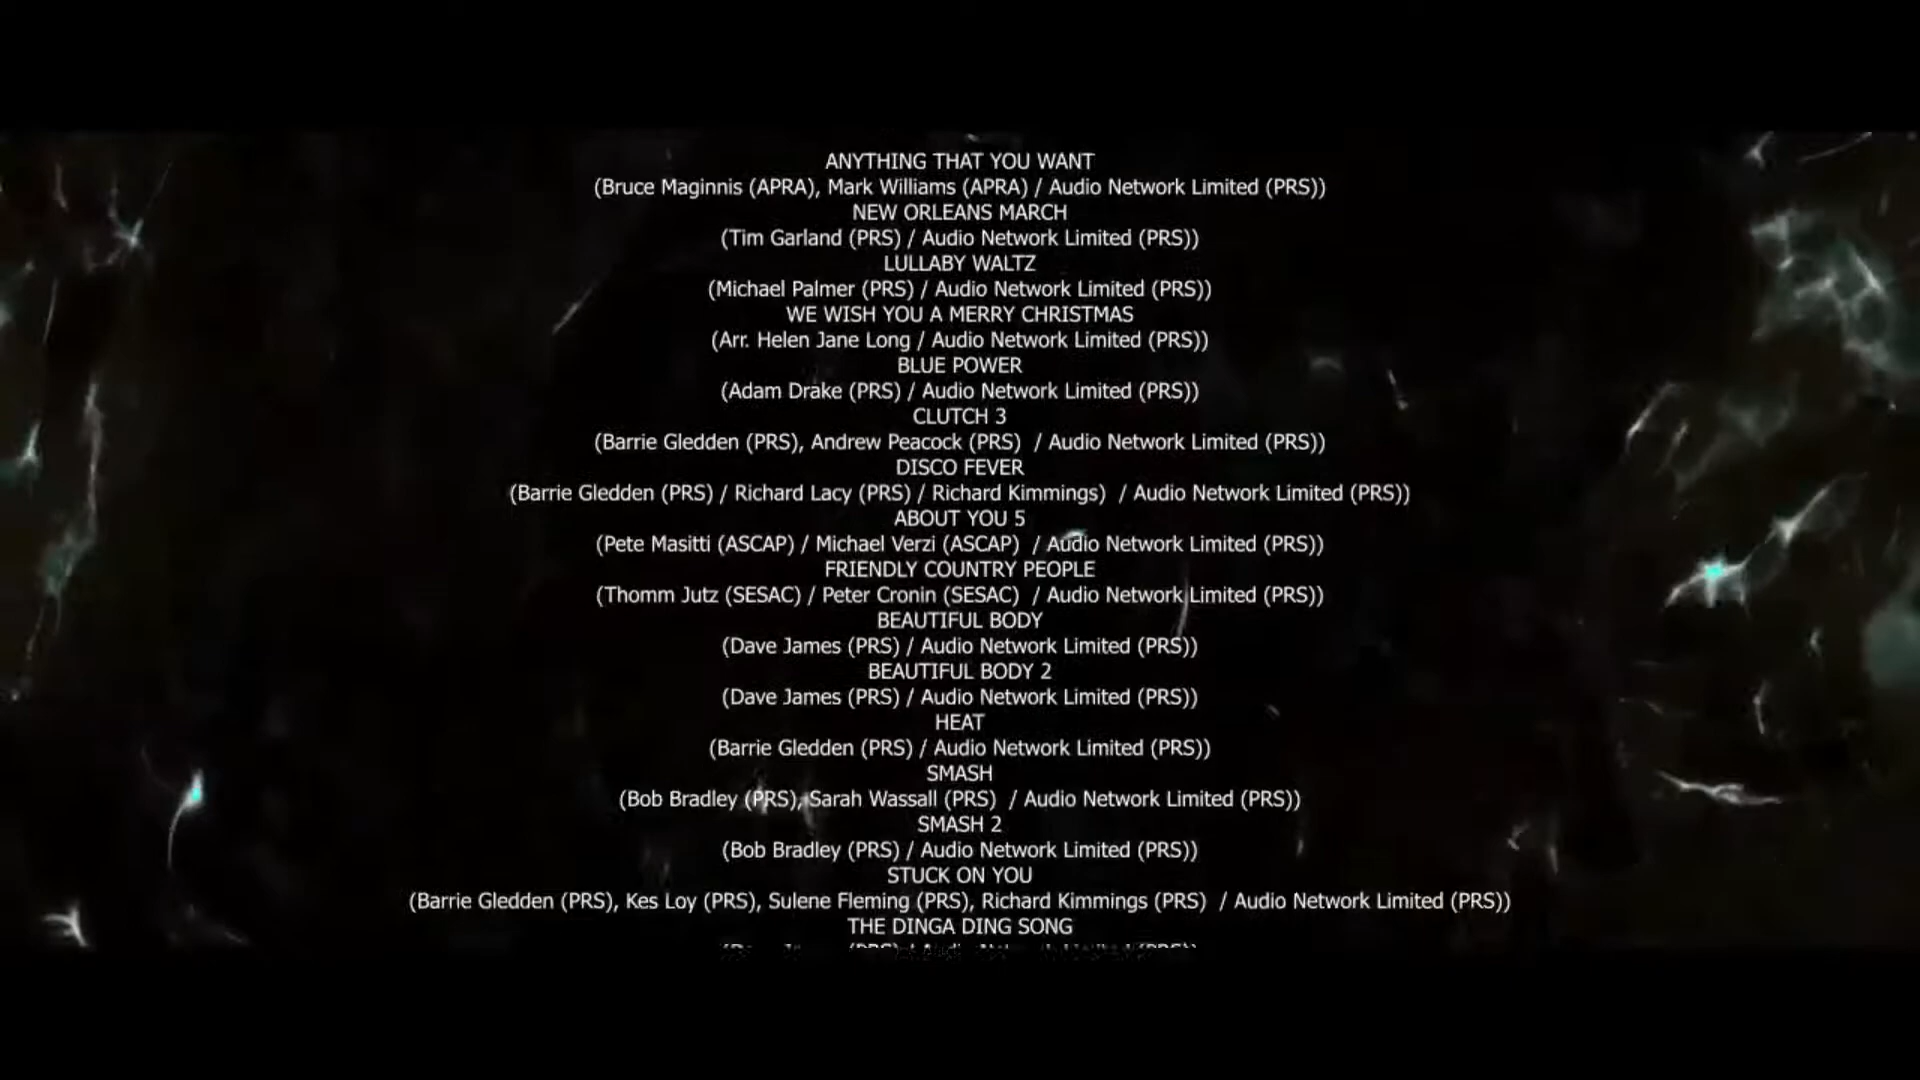 ANYTHING THAT YOU WANT
(Bruce Maginnis (APRA), Mark Williams (APRA) / Audio Network Limited (PRS))
NEW ORLEANS MARCH
(Tim Garland (PRS) / Audio Network Limited (PRS))
LULLABY WALTZ
(Michael Palmer (PRS) / Audio Network Limited (PRS))
WE WISH YOU A MERRY CHRISTMAS
(Arr. Helen Jane Long / Audio Network Limited (PRS))
BLUE POWER
(Adam Drake (PRS) / Audio Network Limited (PRS))
CLUTCH 3
(Barrie Gledden (PRS), Andrew Peacock (PRS)  / Audio Network Limited (PRS))
DISCO FEVER
(Barrie Gledden (PRS) / Richard Lacy (PRS) / Richard Kimmings)  / Audio Network Limited (PRS))
ABOUT YOU 5
(Pete Masitti (ASCAP) / Michael Verzi (ASCAP)  / Audio Network Limited (PRS))
FRIENDLY COUNTRY PEOPLE
(Thomm Jutz (SESAC) / Peter Cronin (SESAC)  / Audio Network Limited (PRS))
BEAUTIFUL BODY
(Dave James (PRS) / Audio Network Limited (PRS))
BEAUTIFUL BODY 2
(Dave James (PRS) / Audio Network Limited (PRS))
HEAT
(Barrie Gledden (PRS) / Audio Network Limited (PRS))
SMASH
(Bob Bradley (PRS), Sarah Wassall (PRS)  / Audio Network Limited (PRS))
SMASH 2
(Bob Bradley (PRS) / Audio Network Limited (PRS))
STUCK ON YOU
(Barrie Gledden (PRS), Kes Loy (PRS), Sulene Fleming (PRS), Richard Kimmings (PRS)  / Audio Network Limited (PRS))
THE DINGA DING SONG